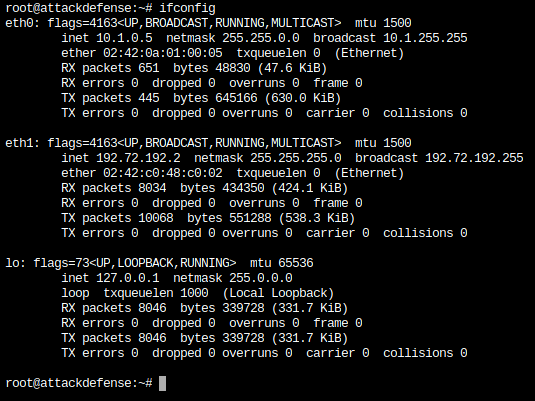 root@attackdefense:~# ifconfig
eth0: flags=4163<UP,BROADCAST,RUNNING,MULTICAST>  mtu 1500
        inet 10.1.0.5  netmask 255.255.0.0  broadcast 10.1.255.255
        ether 02:42:0a:01:00:05  txqueuelen 0  (Ethernet)
        RX packets 651  bytes 48830 (47.6 KiB)
        RX errors 0  dropped 0  overruns 0  frame 0
        TX packets 445  bytes 645166 (630.0 KiB)
        TX errors 0  dropped 0 overruns 0  carrier 0  collisions 0

eth1: flags=4163<UP,BROADCAST,RUNNING,MULTICAST>  mtu 1500
        inet 192.72.192.2  netmask 255.255.255.0  broadcast 192.72.192.255
        ether 02:42:c0:48:c0:02  txqueuelen 0  (Ethernet)
        RX packets 8034  bytes 434350 (424.1 KiB)
        RX errors 0  dropped 0  overruns 0  frame 0
        TX packets 10068  bytes 551288 (538.3 KiB)
        TX errors 0  dropped 0 overruns 0  carrier 0  collisions 0

lo: flags=73<UP,LOOPBACK,RUNNING>  mtu 65536
        inet 127.0.0.1  netmask 255.0.0.0
        loop  txqueuelen 1000  (Local Loopback)
        RX packets 8046  bytes 339728 (331.7 KiB)
        RX errors 0  dropped 0  overruns 0  frame 0
        TX packets 8046  bytes 339728 (331.7 KiB)
        TX errors 0  dropped 0 overruns 0  carrier 0  collisions 0

root@attackdefense:~#